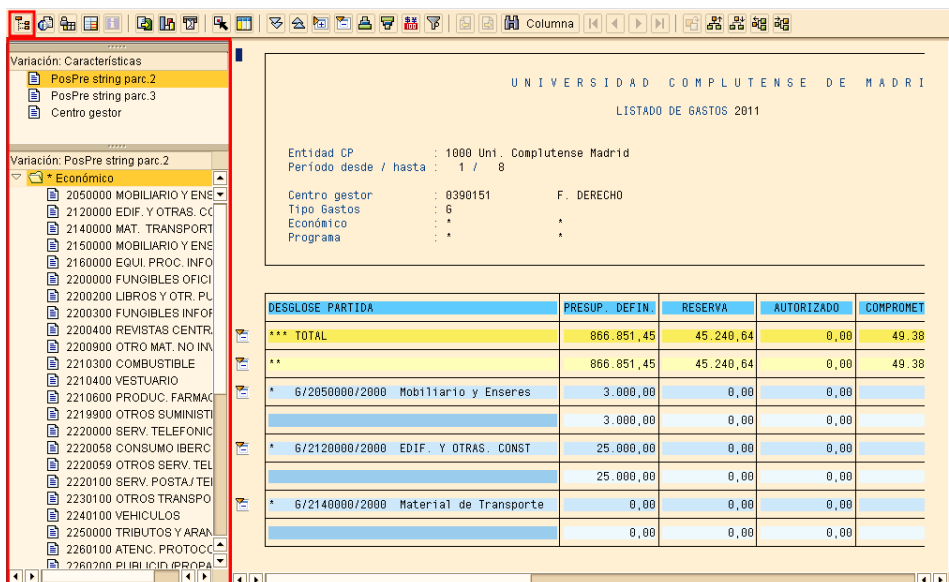 Columna
Variación: Características
PosPre string parc.2
PosPre string parc.3
Centro gestor
Variación: PosPre string parc.2
* Económico
2050000 MOBILIARIO Y ENS
2120000 EDIF. Y OTRAS. CO
2140000 MAT. TRANSPORT
2150000 MOBILIARIO Y ENS
2160000 EQUI. PROC. INFO
2200000 FUNGIBLES OFICI
2200200 LIBROS Y OTR. PU
2200300 FUNGIBLES INFOR
2200400 REVISTAS CENTR
2200900 OTRO MAT. NO INV
2210300 COMBUSTIBLE
2210400 VESTUARIO
2210600 PRODUC. FARMAC
2219900 OTROS SUMINISTI
2220000 SERV. TELEFONIC
2220058 CONSUMO IBERC
2220059 OTROS SERV. TEL
2220100 SERV. POSTA./ TEI
2230100 OTROS TRANSPO
2240100 VEHICULOS
2250000 TRIBUTOS Y ARAN
2260100 ATENC. PROTOCO
2260200 PUBLICID./PROPA
UNIVERSIDAD COMPLUTENSE DE MADRI
LISTADO DE GASTOS 2011
Entidad CP : 1000 Uni. Complutense Madrid
Período desde / hasta : 1 / 8
Centro gestor : 0390151 F. DERECHO
Tipo Gastos : G
Económico : * *
Programa : * *
DESGLOSE PARTIDA PRESUP. DEFIN. RESERVA AUTORIZADO COMPROMET
*** TOTAL 866.851,45 45.240,64 0,00 49.38
** 866.851,45 45.240,64 0,00 49.38
* G/2050000/2000 Mobiliario y Enseres 3.000,00 0,00 0,00
3.000,00 0,00 0,00
* G/2120000/2000 EDIF. Y OTRAS. CONST 25.000,00 0,00 0,00
25.000,00 0,00 0,00
* G/2140000/2000 Material de Transporte 0,00 0,00 0,00
0,00 0,00 0,00